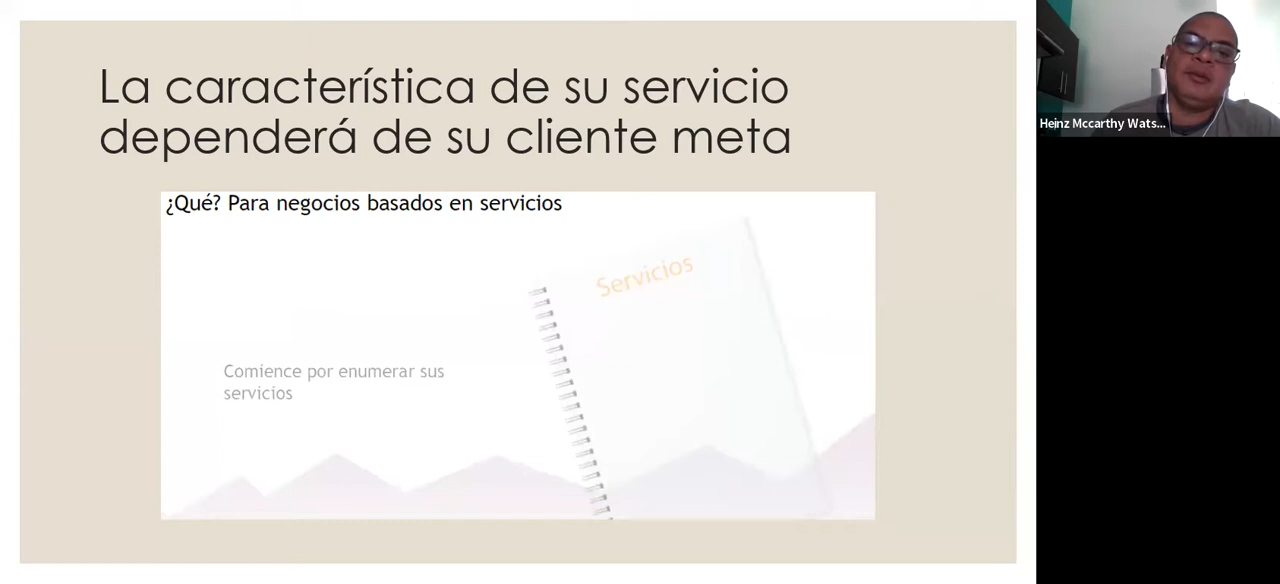 La característica de su servicio
dependerá de su cliente meta
¿Qué? Para negocios basados en servicios
Servicios
Comience por enumerar sus
servicios
Heinz Mccarthy Wats...